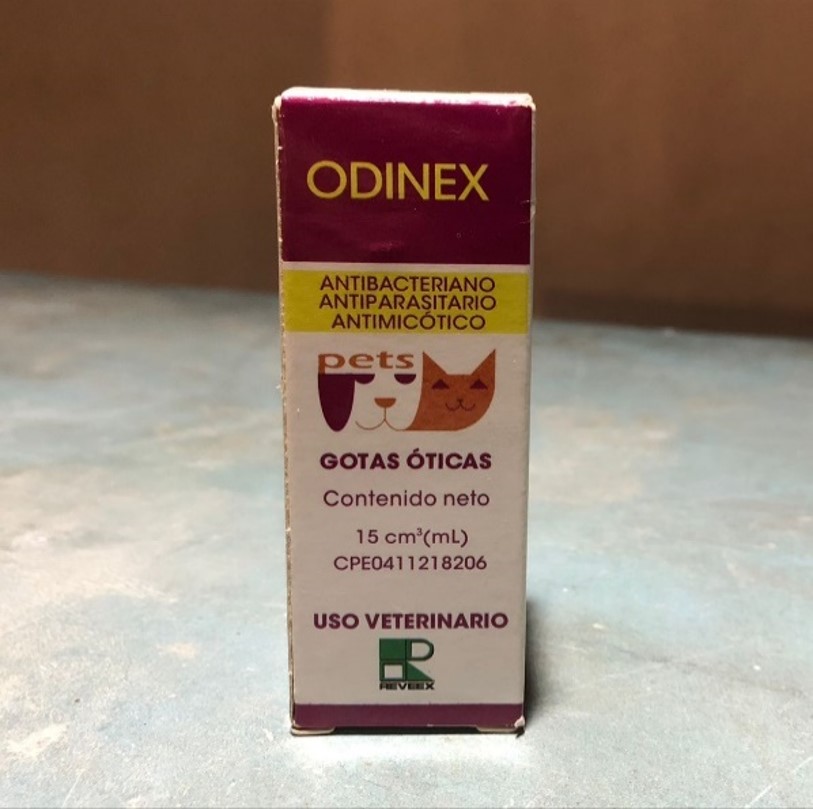 ODINEX
ANTIBACTERIANO
ANTIPARASITARIO
ANTIMICÓTICO
pets
GOTAS ÓTICAS
Contenido neto
15 cm³(mL)
CPE0411218206
USO VETERINARIO
REVEEX